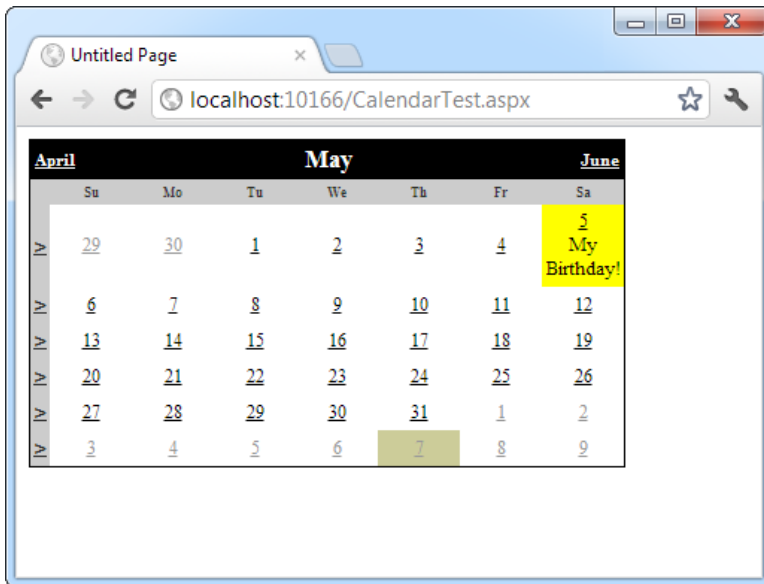 Untitled Page
localhost:10166/CalendarTest.aspx
April May June
Su Mo Tu We Th Fr Sa
> 29 30 1 2 3 4 5
My
Birthday!
> 6 7 8 9 10 11 12
> 13 14 15 16 17 18 19
> 20 21 22 23 24 25 26
> 27 28 29 30 31 1 2
> 3 4 5 6 7 8 9